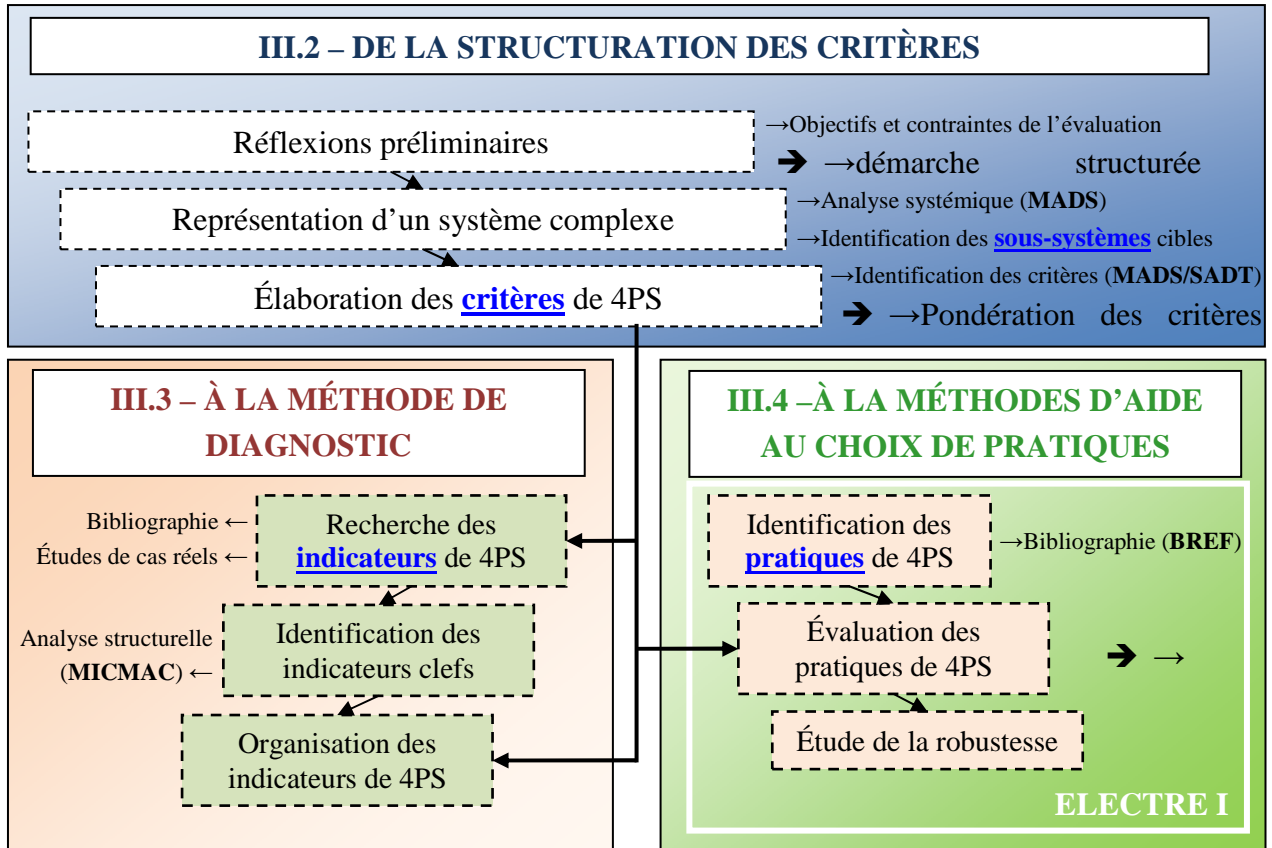 III.2 – DE LA STRUCTURATION DES CRITÈRES
Réflexions préliminaires
→Objectifs et contraintes de l’évaluation
➔ →démarche structurée
Représentation d’un système complexe
→Analyse systémique (MADS)
→Identification des sous-systèmes cibles
Élaboration des critères de 4PS
→Identification des critères (MADS/SADT)
➔ →Pondération des critères
III.3 – À LA MÉTHODE DE
DIAGNOSTIC
Bibliographie ←
Études de cas réels ←
Recherche des
indicateurs de 4PS
Analyse structurelle
(MICMAC) ←
Identification des
indicateurs clefs
Organisation des
indicateurs de 4PS
III.4 –À LA MÉTHODES D’AIDE
AU CHOIX DE PRATIQUES
Identification des
pratiques de 4PS
→Bibliographie (BREF)
Évaluation des
pratiques de 4PS
➔ →
Étude de la robustesse
ELECTRE I